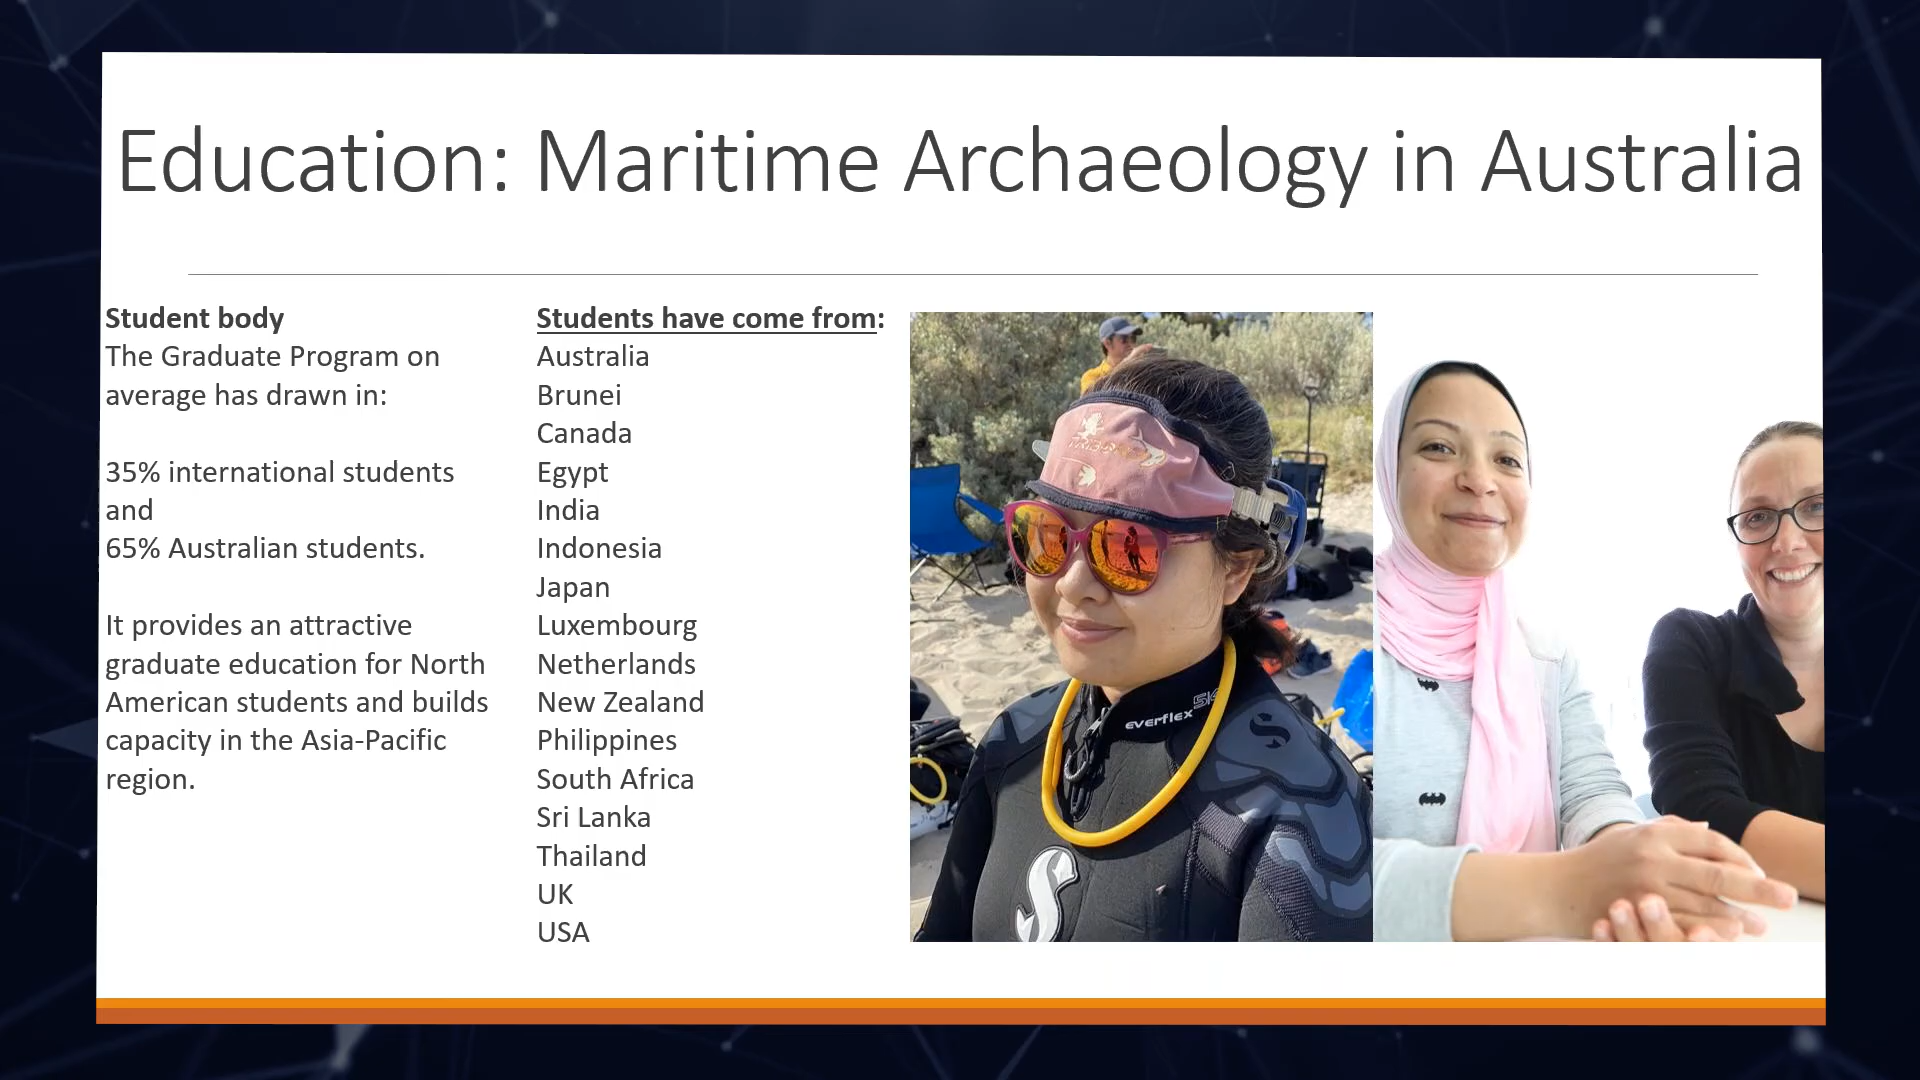 Education: Maritime Archaeology in Australia
Student body
The Graduate Program on
average has drawn in:
35% international students
and
65% Australian students.
It provides an attractive
graduate education for North
American students and builds
capacity in the Asia-Pacific
region.
Students have come from:
Australia
Brunei
Canada
Egypt
India
Indonesia
Japan
Luxembourg
Netherlands
New Zealand
Philippines
South Africa
Sri Lanka
Thailand
UK
USA
everflex